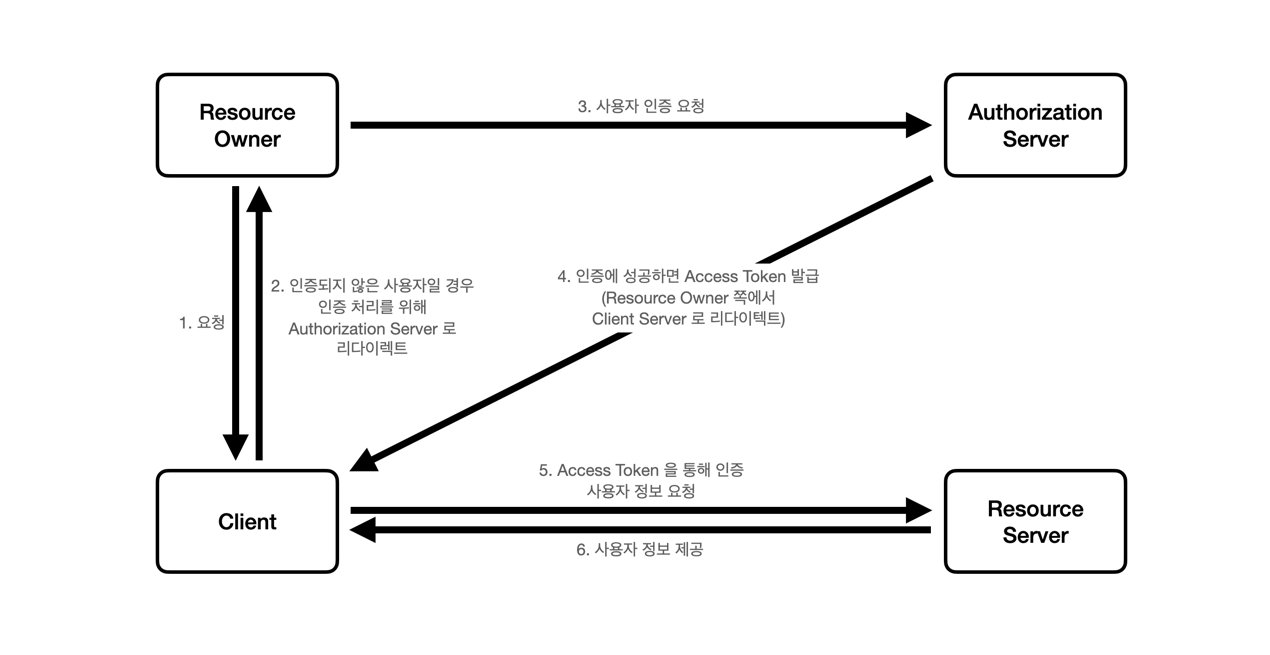 Resource
Owner
3. 사용자 인증 요청
Authorization
Server
1. 요청
2. 인증되지 않은 사용자일 경우
인증 처리를 위해
Authorization Server 로
리다이렉트
4. 인증에 성공하면 Access Token 발급
(Resource Owner 쪽에서
Client Server 로 리다이텍트)
Client
5. Access Token 을 통해 인증
사용자 정보 요청
6. 사용자 정보 제공
Resource
Server